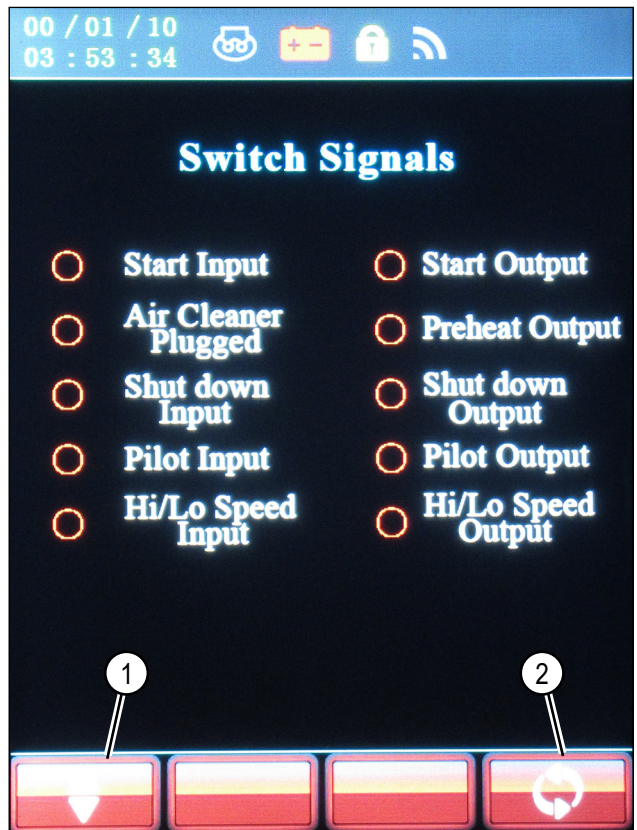 00 / 01 / 10
03 : 53 : 34
Switch Signals
Start Input
Start Output
Air Cleaner
Plugged
Preheat Output
Shut down
Input
Shut down
Output
Pilot Input
Pilot Output
Hi/Lo Speed
Input
Hi/Lo Speed
Output
1
2